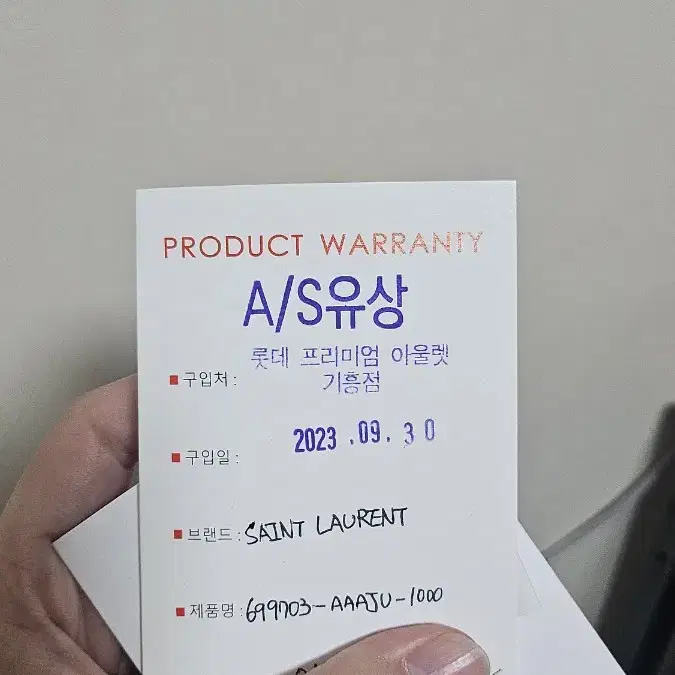 PRODUCT WARRANTY
A/S유상
롯데 프리미엄 아울렛
■ 구입처 : 기흥점
■ 구입일 : 2023 . 09. 30
■ 브랜드 : SAINT LAURENT
■ 제품명 : 699703-AAAJU-1000